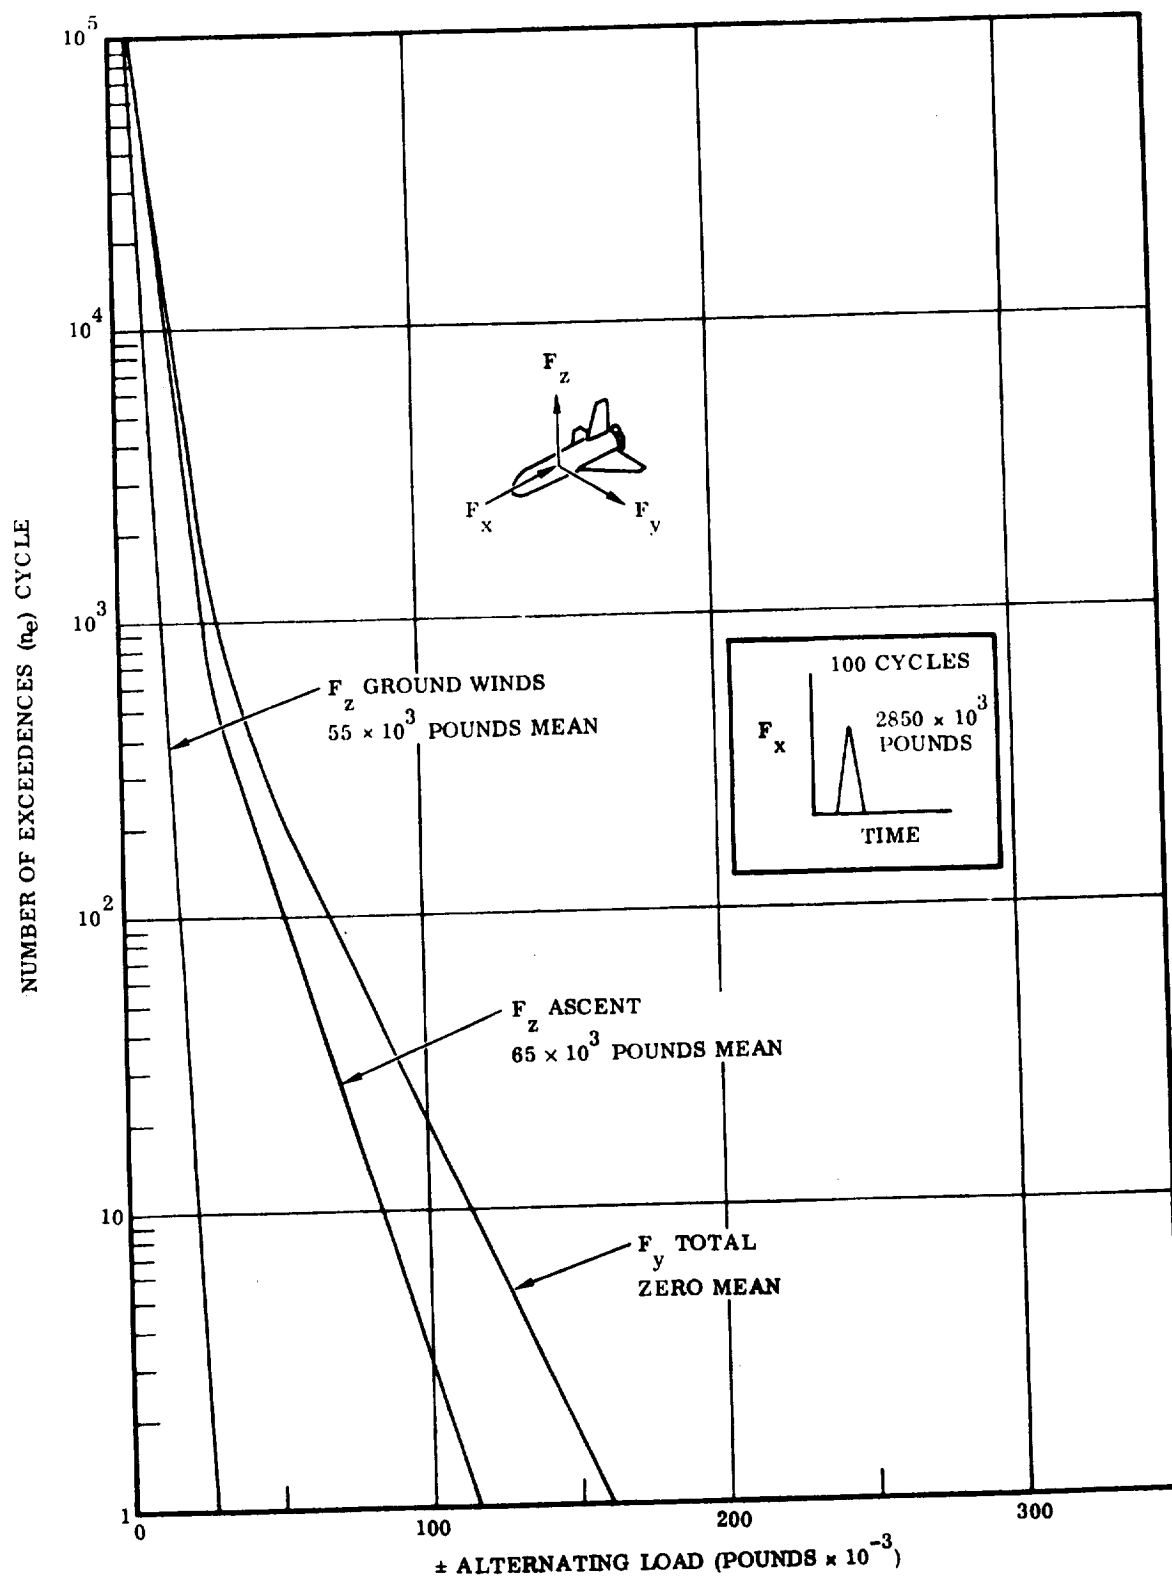 10^5
10^4
10^3
10^2
10
1
NUMBER OF EXCEEDENCES (ne) CYCLE
F_z
F_x
F_y
F_z GROUND WINDS
55 × 10^3 POUNDS MEAN
100 CYCLES
F_x
2850 × 10^3
POUNDS
TIME
F_z ASCENT
65 × 10^3 POUNDS MEAN
F_y TOTAL
ZERO MEAN
0
100
200
300
± ALTERNATING LOAD (POUNDS × 10^-3)